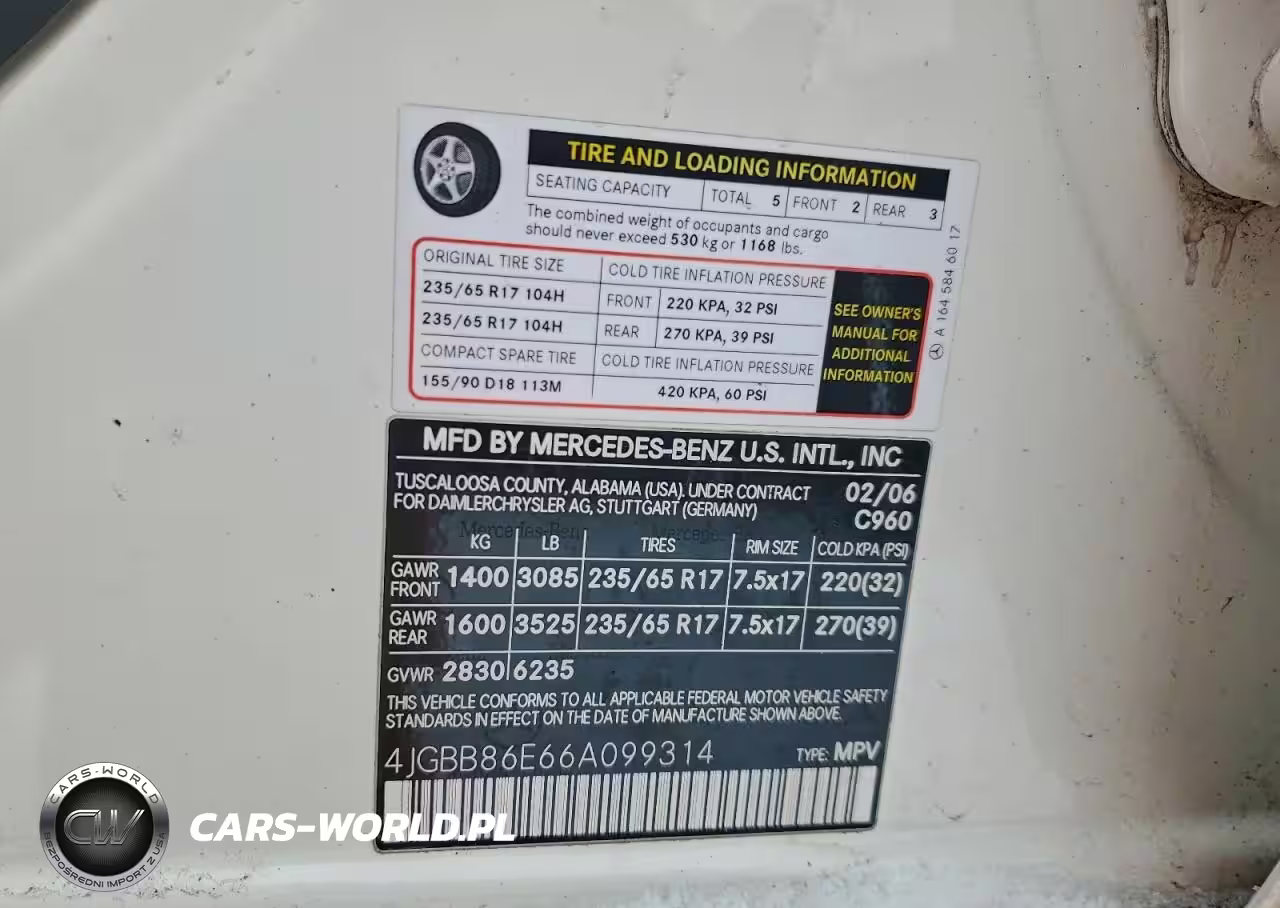 TIRE AND LOADING INFORMATION
SEATING CAPACITY TOTAL 5 FRONT 2 REAR 3
The combined weight of occupants and cargo
should never exceed 530 kg or 1168 lbs.
ORIGINAL TIRE SIZE COLD TIRE INFLATION PRESSURE
235/65 R17 104H FRONT 220 KPA, 32 PSI
235/65 R17 104H REAR 270 KPA, 39 PSI
COMPACT SPARE TIRE COLD TIRE INFLATION PRESSURE
155/90 D18 113M 420 KPA, 60 PSI
SEE OWNER'S
MANUAL FOR
ADDITIONAL
INFORMATION
A 164 584 60 17
MFD BY MERCEDES-BENZ U.S. INTL., INC
TUSCALOOSA COUNTY, ALABAMA (USA). UNDER CONTRACT 02/06
FOR DAIMLERCHRYSLER AG, STUTTGART (GERMANY) C960
Mercedes-Benz
KG LB TIRES RIM SIZE COLD KPA (PSI)
GAWR FRONT 1400 3085 235/65 R17 7.5x17 220(32)
GAWR REAR 1600 3525 235/65 R17 7.5x17 270(39)
GVWR 2830 6235
THIS VEHICLE CONFORMS TO ALL APPLICABLE FEDERAL MOTOR VEHICLE SAFETY
STANDARDS IN EFFECT ON THE DATE OF MANUFACTURE SHOWN ABOVE.
4JGBB86E66A099314 TYPE: MPV
CARS-WORLD
CW
BEZPOŚREDNI IMPORT Z USA
CARS-WORLD.PL